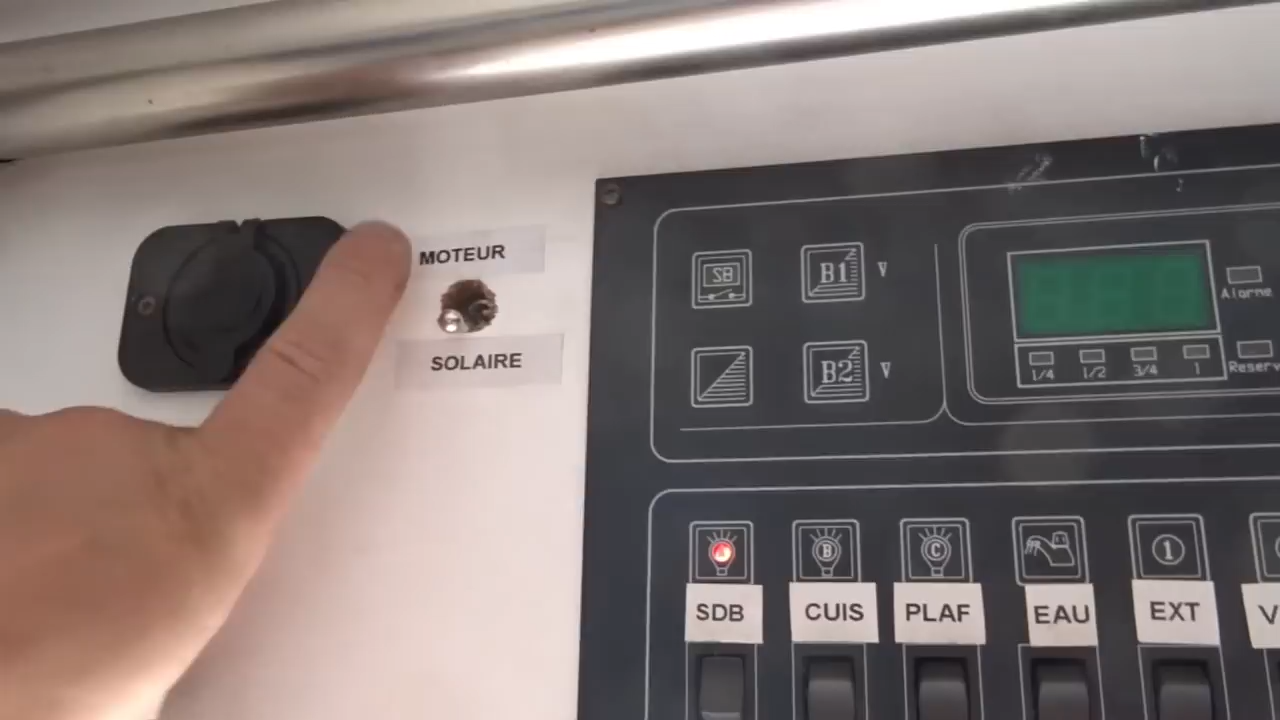 MOTEUR
SOLAIRE
SB
B1 V
B2 V
1/4 1/2 3/4 1
Alarme
Reserv
B C 1
SDB CUIS PLAF EAU EXT V